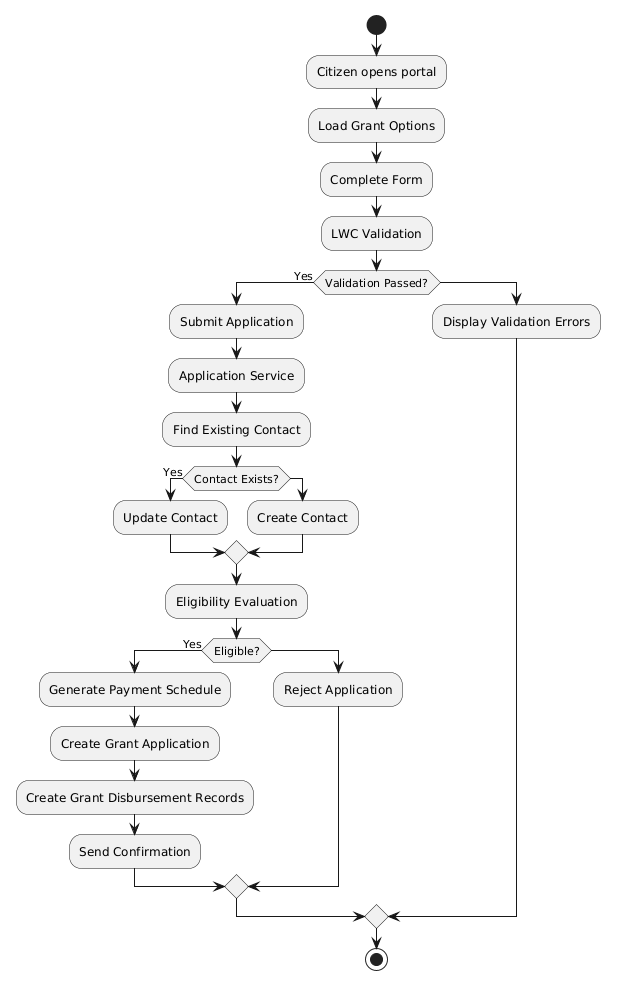 Citizen opens portal
Load Grant Options
Complete Form
LWC Validation
Yes
Validation Passed?
Submit Application
Display Validation Errors
Application Service
Find Existing Contact
Yes
Contact Exists?
Update Contact
Create Contact
Eligibility Evaluation
Yes
Eligible?
Generate Payment Schedule
Reject Application
Create Grant Application
Create Grant Disbursement Records
Send Confirmation